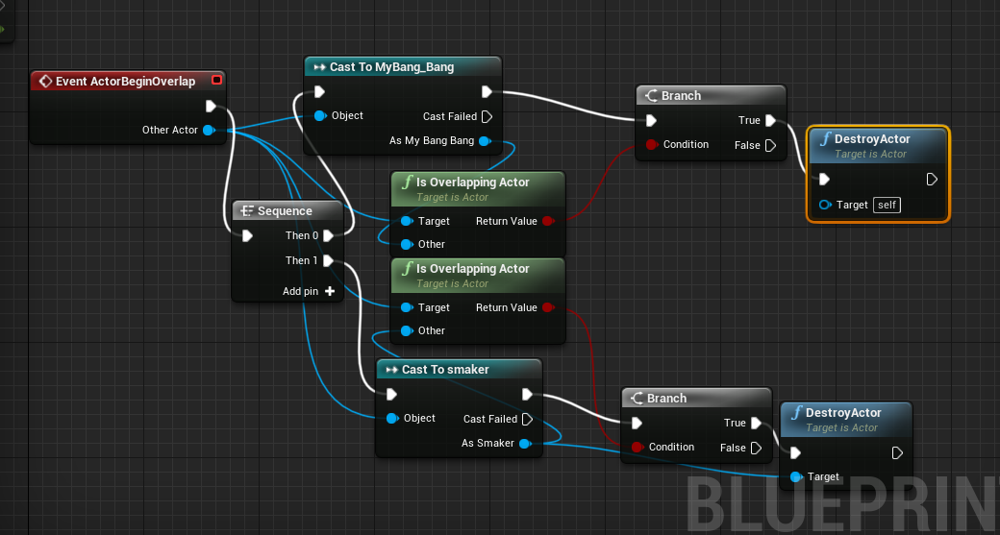 Event ActorBeginOverlap
Other Actor
Sequence
Then 0
Then 1
Add pin
Cast To MyBang_Bang
Object
Cast Failed
As My Bang Bang
Is Overlapping Actor
Target is Actor
Target
Return Value
Other
Is Overlapping Actor
Target is Actor
Target
Return Value
Other
Cast To smaker
Object
Cast Failed
As Smaker
Branch
True
Condition
False
DestroyActor
Target is Actor
Target self
Branch
True
Condition
False
DestroyActor
Target is Actor
Target
BLUEPRIN